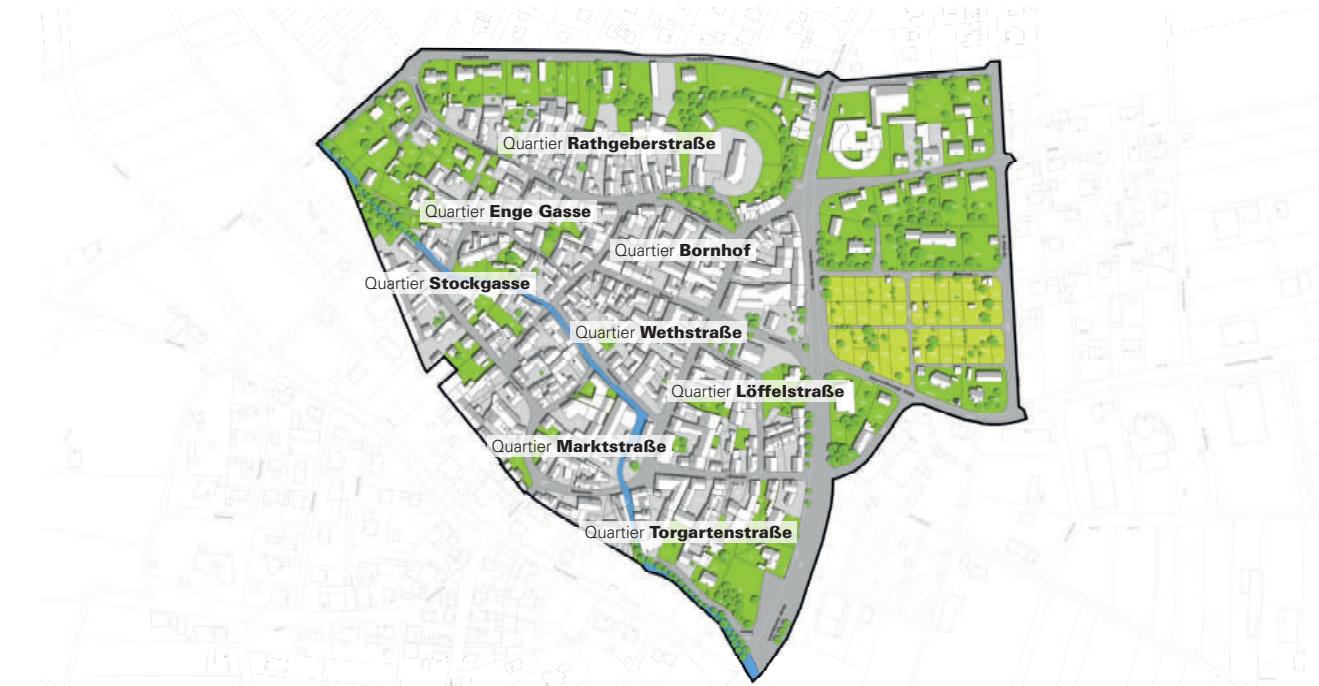 Quartier Rathgeberstraße
Quartier Enge Gasse
Quartier Bornhof
Quartier Stockgasse
Quartier Wethstraße
Quartier Löffelstraße
Quartier Marktstraße
Quartier Torgartenstraße